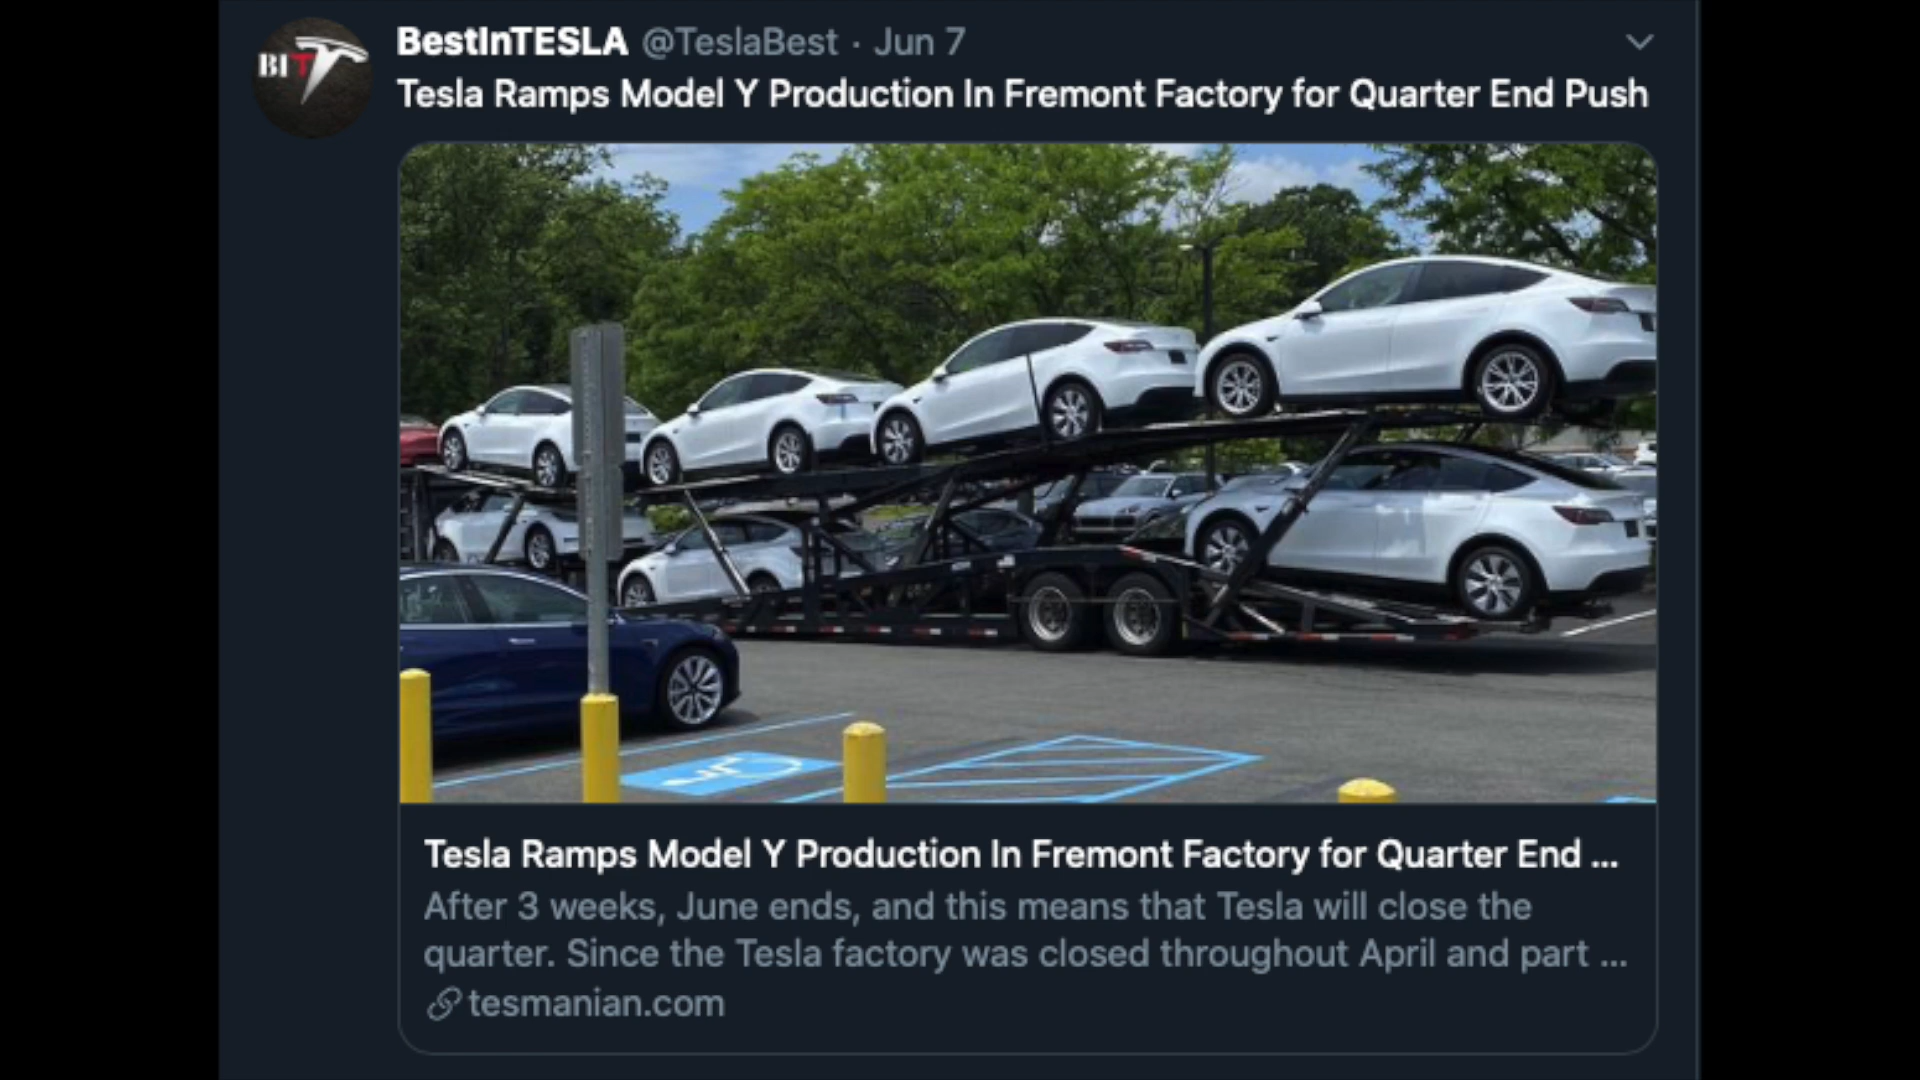 BIT
BestInTESLA @TeslaBest · Jun 7
Tesla Ramps Model Y Production In Fremont Factory for Quarter End Push
Tesla Ramps Model Y Production In Fremont Factory for Quarter End ...
After 3 weeks, June ends, and this means that Tesla will close the
quarter. Since the Tesla factory was closed throughout April and part ...
tesmanian.com